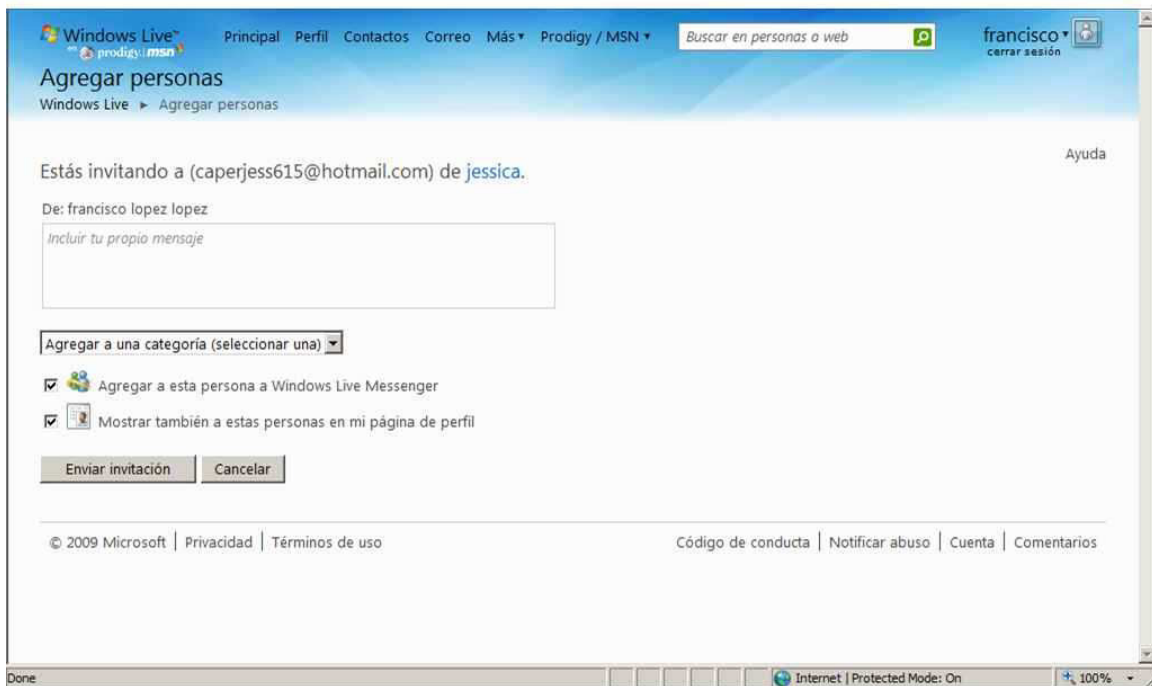 Windows Live™ Principal Perfil Contactos Correo Más Prodigy / MSN Buscar en personas o web francisco
en prodigy msn cerrar sesión
Agregar personas
Windows Live ► Agregar personas
Ayuda
Estás invitando a (caperjess615@hotmail.com) de jessica.
De: francisco lopez lopez
Incluir tu propio mensaje
Agregar a una categoría (seleccionar una)
Agregar a esta persona a Windows Live Messenger
Mostrar también a estas personas en mi página de perfil
Enviar invitación Cancelar
© 2009 Microsoft | Privacidad | Términos de uso Código de conducta | Notificar abuso | Cuenta | Comentarios
Done Internet | Protected Mode: On 100%